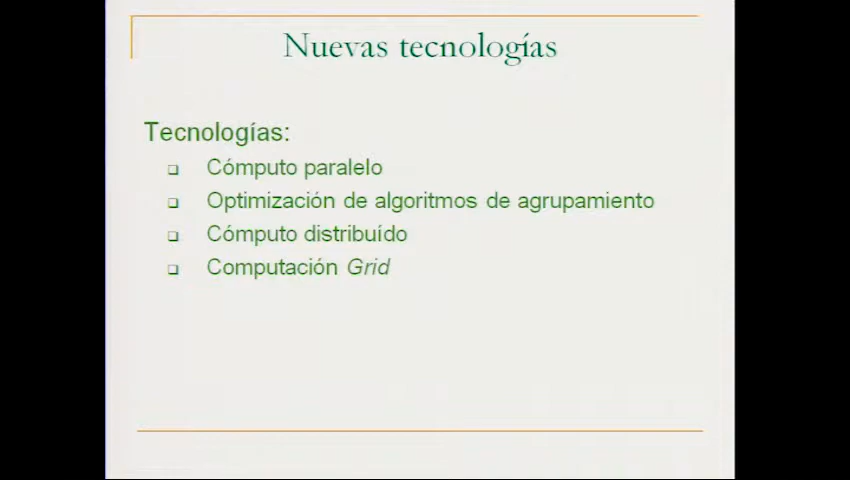 Nuevas tecnologías
Tecnologías:
Cómputo paralelo
Optimización de algoritmos de agrupamiento
Cómputo distribuído
Computación Grid